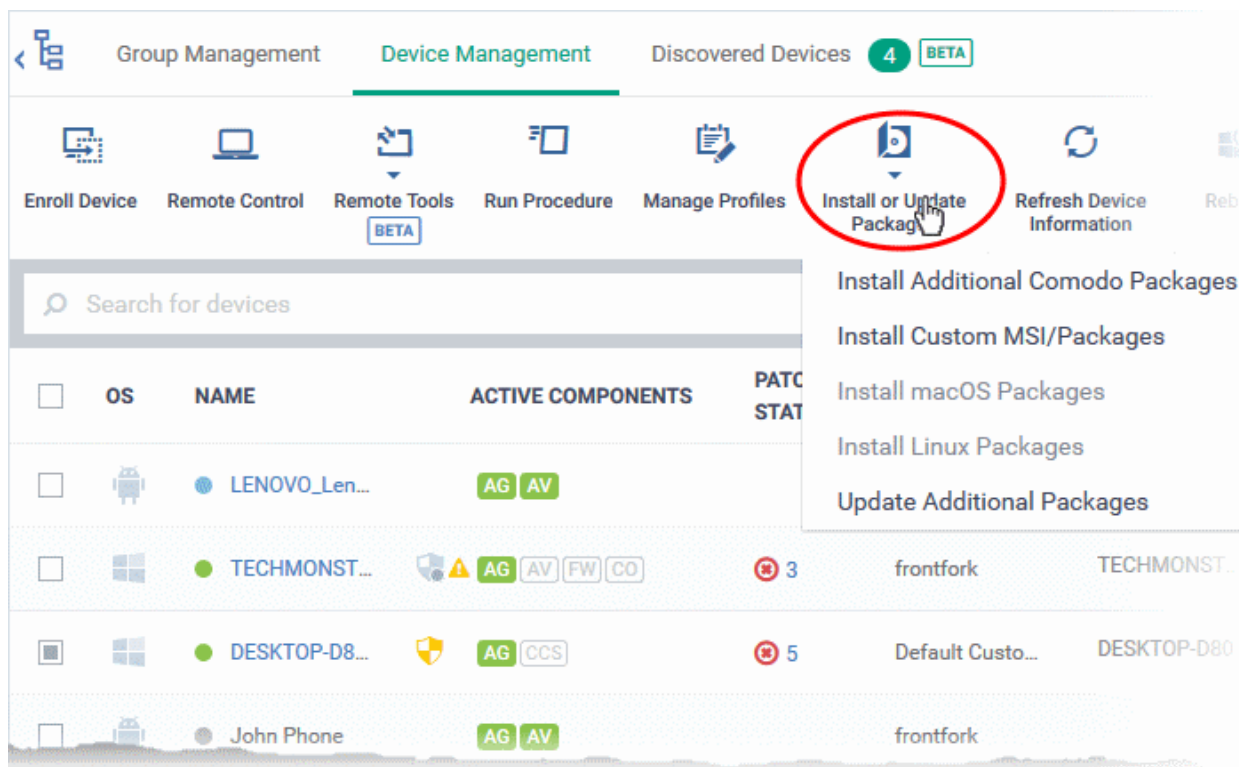 Group Management Device Management Discovered Devices 4 BETA
Enroll Device Remote Control Remote Tools Run Procedure Manage Profiles Install or Update Refresh Device
BETA Information
Install Additional Comodo Packages
Search for devices
Install Custom MSI/Packages
OS NAME ACTIVE COMPONENTS
Install macOS Packages
Install Linux Packages
LENOVO_Len... AG AV
Update Additional Packages
TECHMONST... AG AV FW CO 3 frontfork TECHMONST...
DESKTOP-D8... AG CCS 5 Default Custo... DESKTOP-D80
John Phone AG AV frontfork